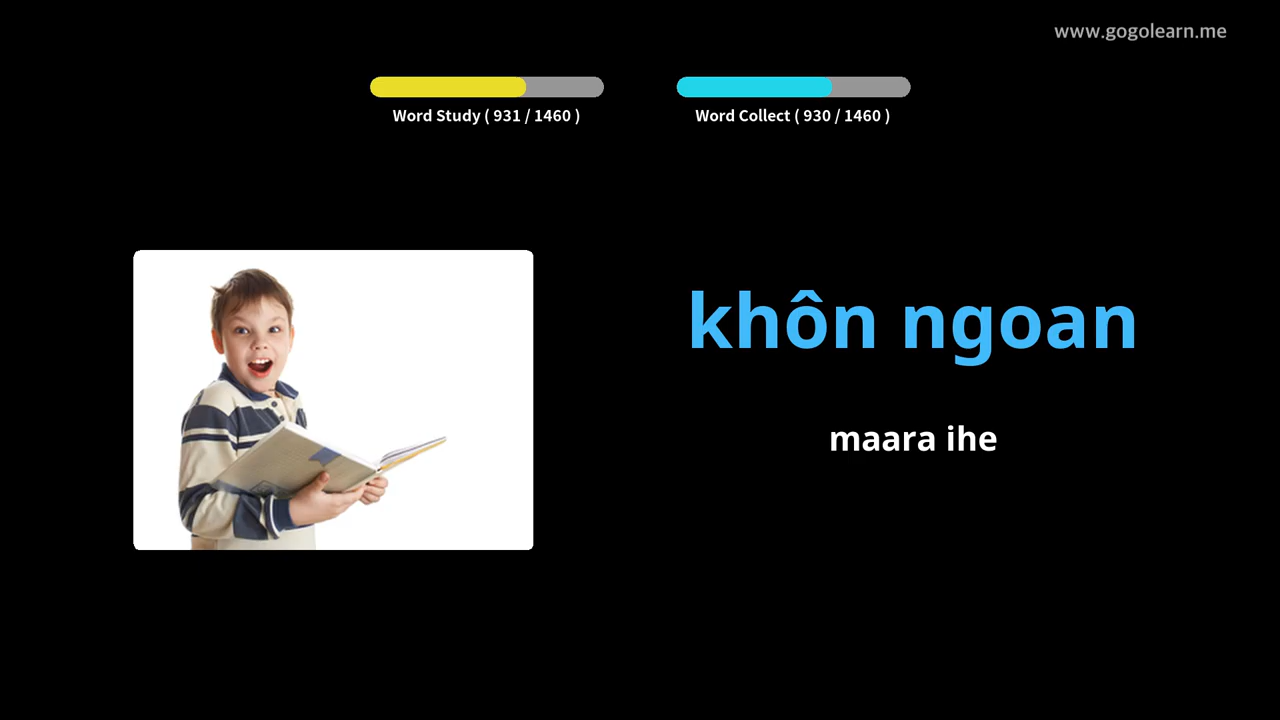 www.gogolearn.me
Word Study ( 931 / 1460 )
Word Collect ( 930 / 1460 )
khôn ngoan
maara ihe